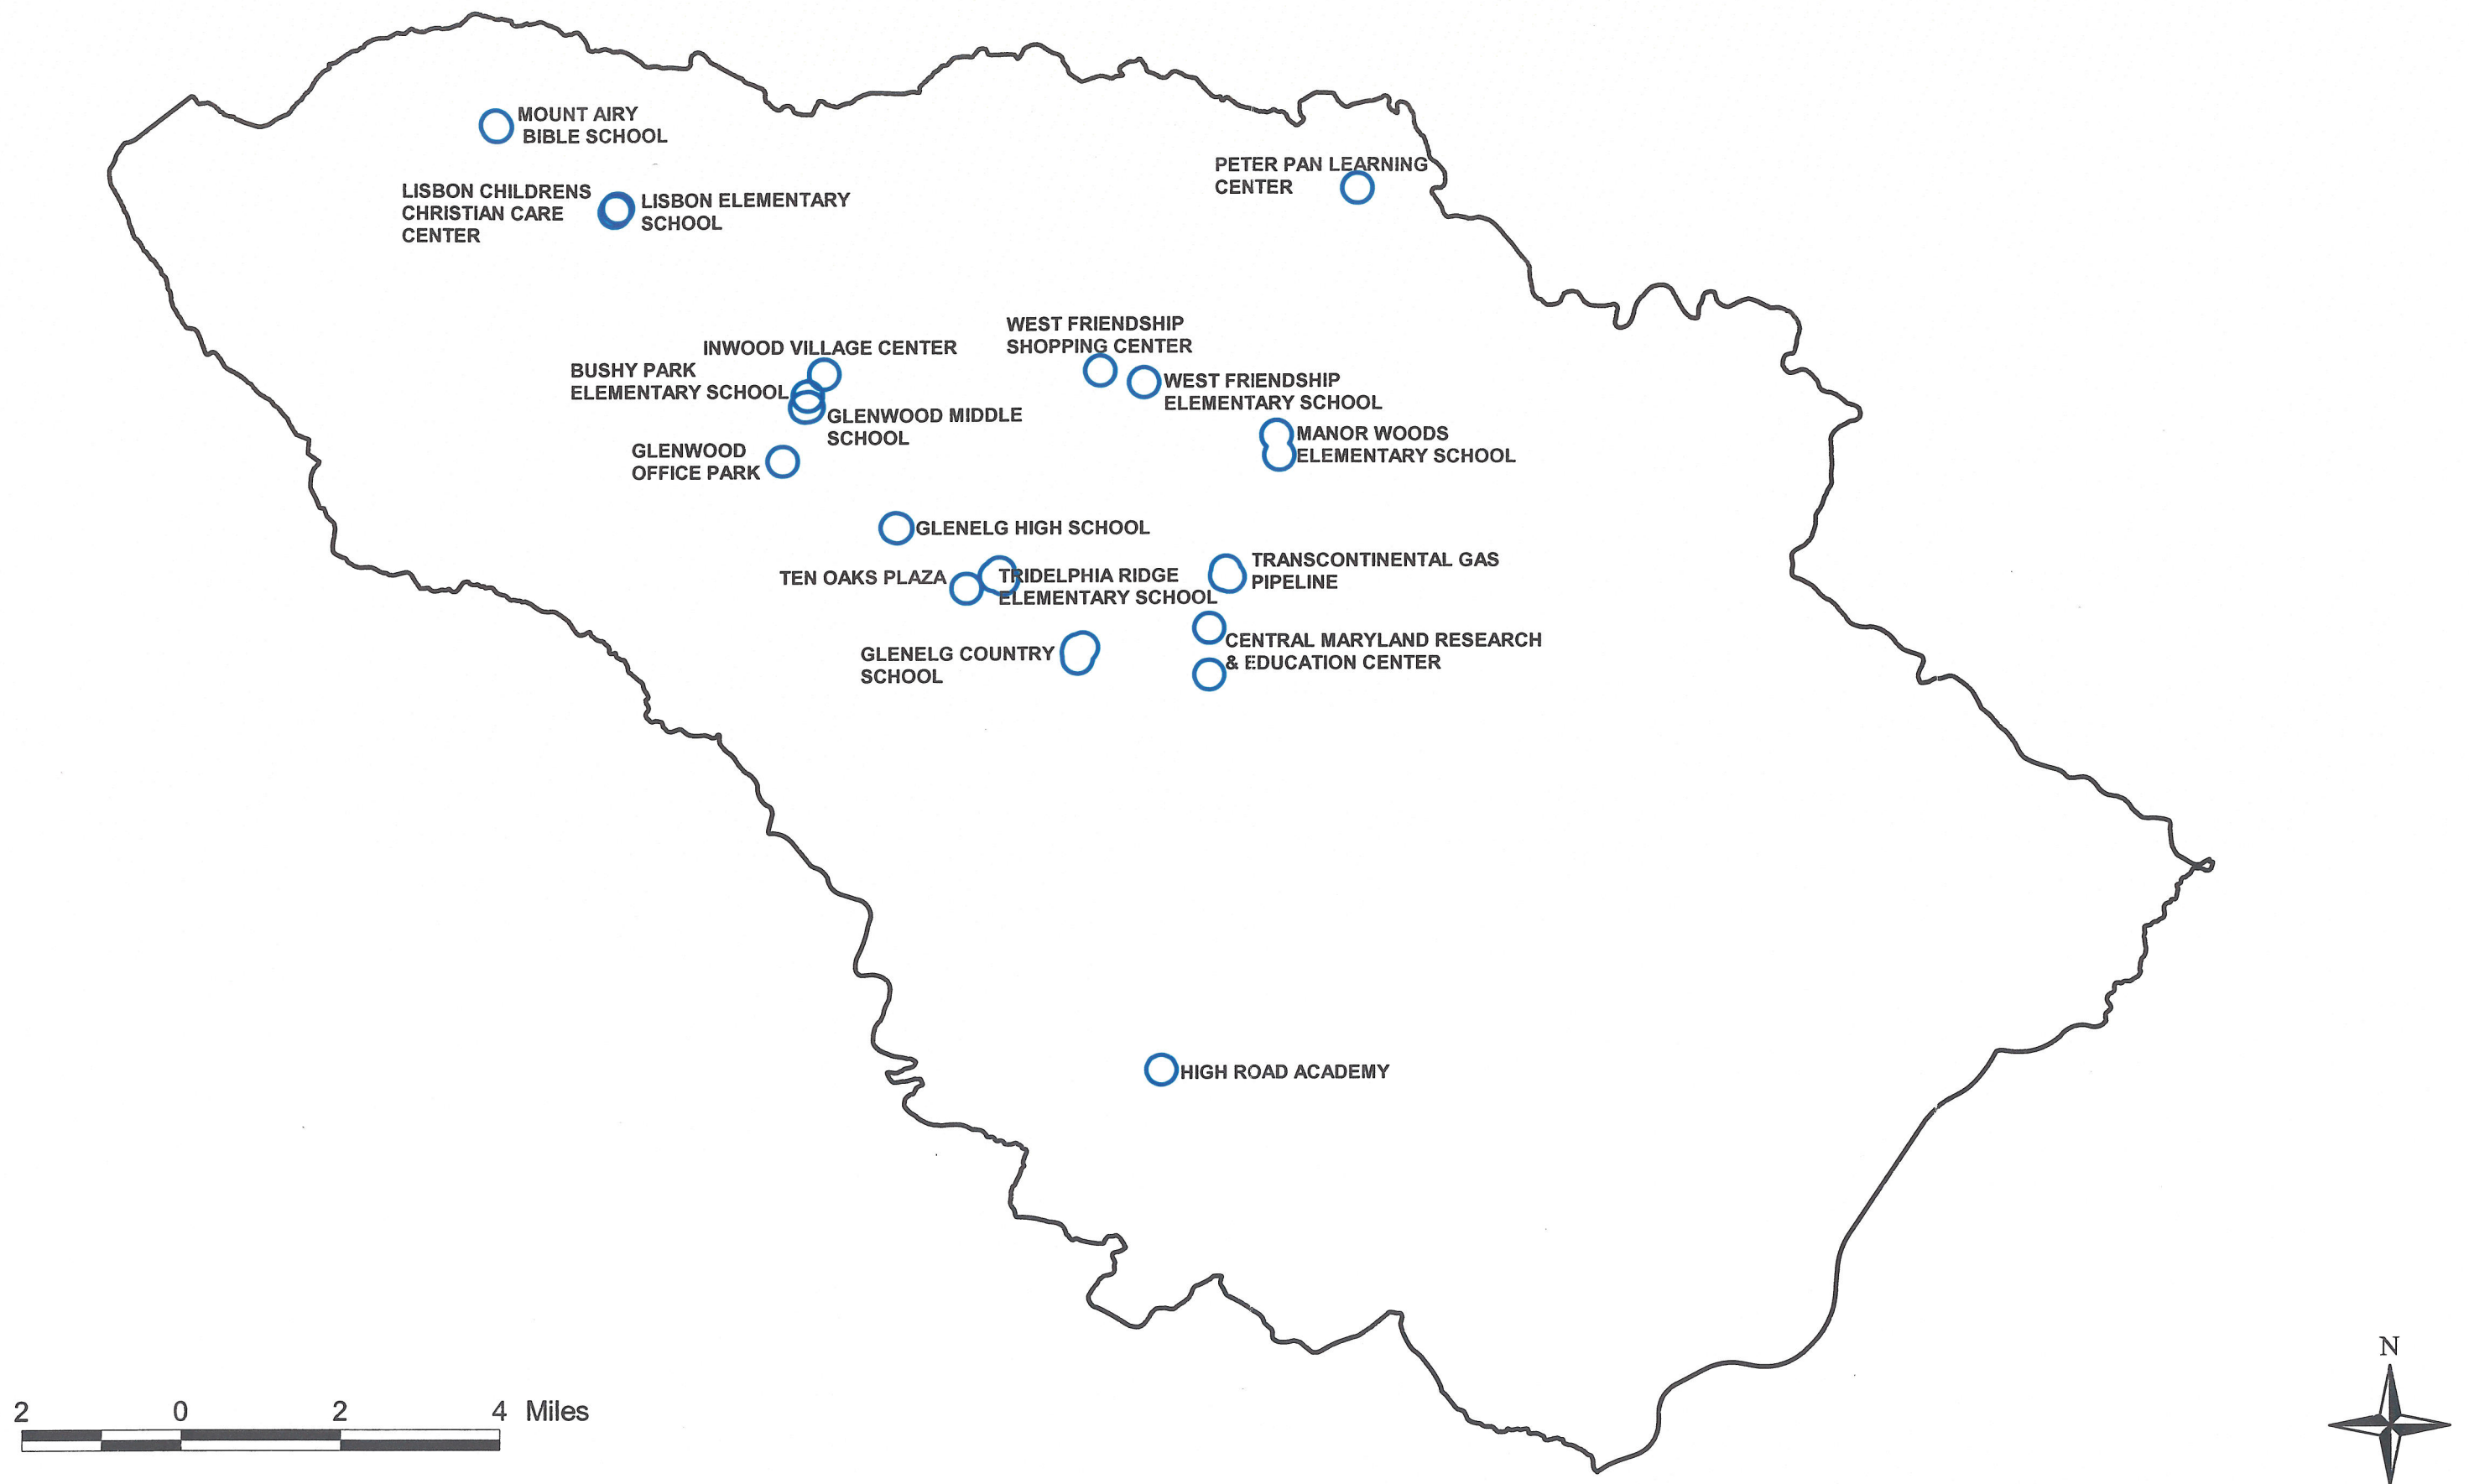 MOUNT AIRY
BIBLE SCHOOL
PETER PAN LEARNING
CENTER
LISBON CHILDRENS
CHRISTIAN CARE
CENTER
LISBON ELEMENTARY
SCHOOL
WEST FRIENDSHIP
SHOPPING CENTER
INWOOD VILLAGE CENTER
BUSHY PARK
ELEMENTARY SCHOOL
WEST FRIENDSHIP
ELEMENTARY SCHOOL
GLENWOOD MIDDLE
SCHOOL
MANOR WOODS
ELEMENTARY SCHOOL
GLENWOOD
OFFICE PARK
GLENELG HIGH SCHOOL
TEN OAKS PLAZA
TRIDELPHIA RIDGE
ELEMENTARY SCHOOL
TRANSCONTINENTAL GAS
PIPELINE
CENTRAL MARYLAND RESEARCH
& EDUCATION CENTER
GLENELG COUNTRY
SCHOOL
HIGH ROAD ACADEMY
N
2 0 2 4 Miles